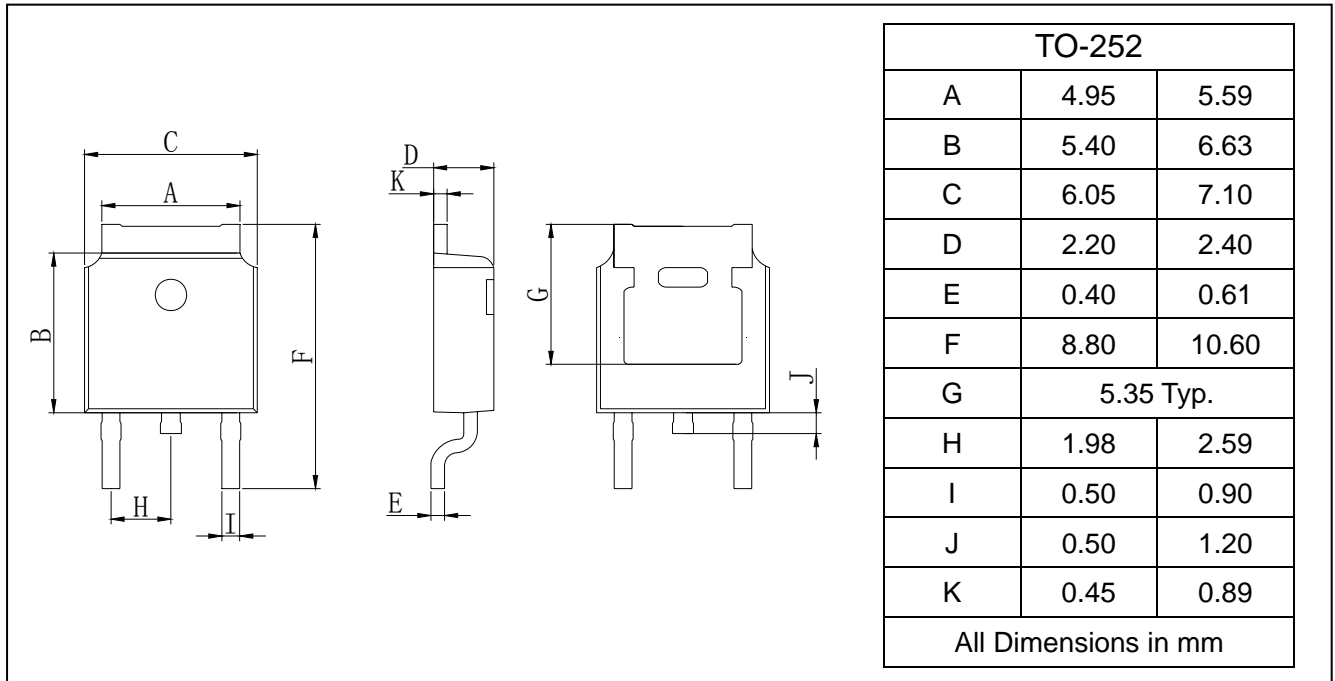 C
A
B
F
H
I
D
K
E
G
J
TO-252
A 4.95 5.59
B 5.40 6.63
C 6.05 7.10
D 2.20 2.40
E 0.40 0.61
F 8.80 10.60
G 5.35 Typ.
H 1.98 2.59
I 0.50 0.90
J 0.50 1.20
K 0.45 0.89
All Dimensions in mm